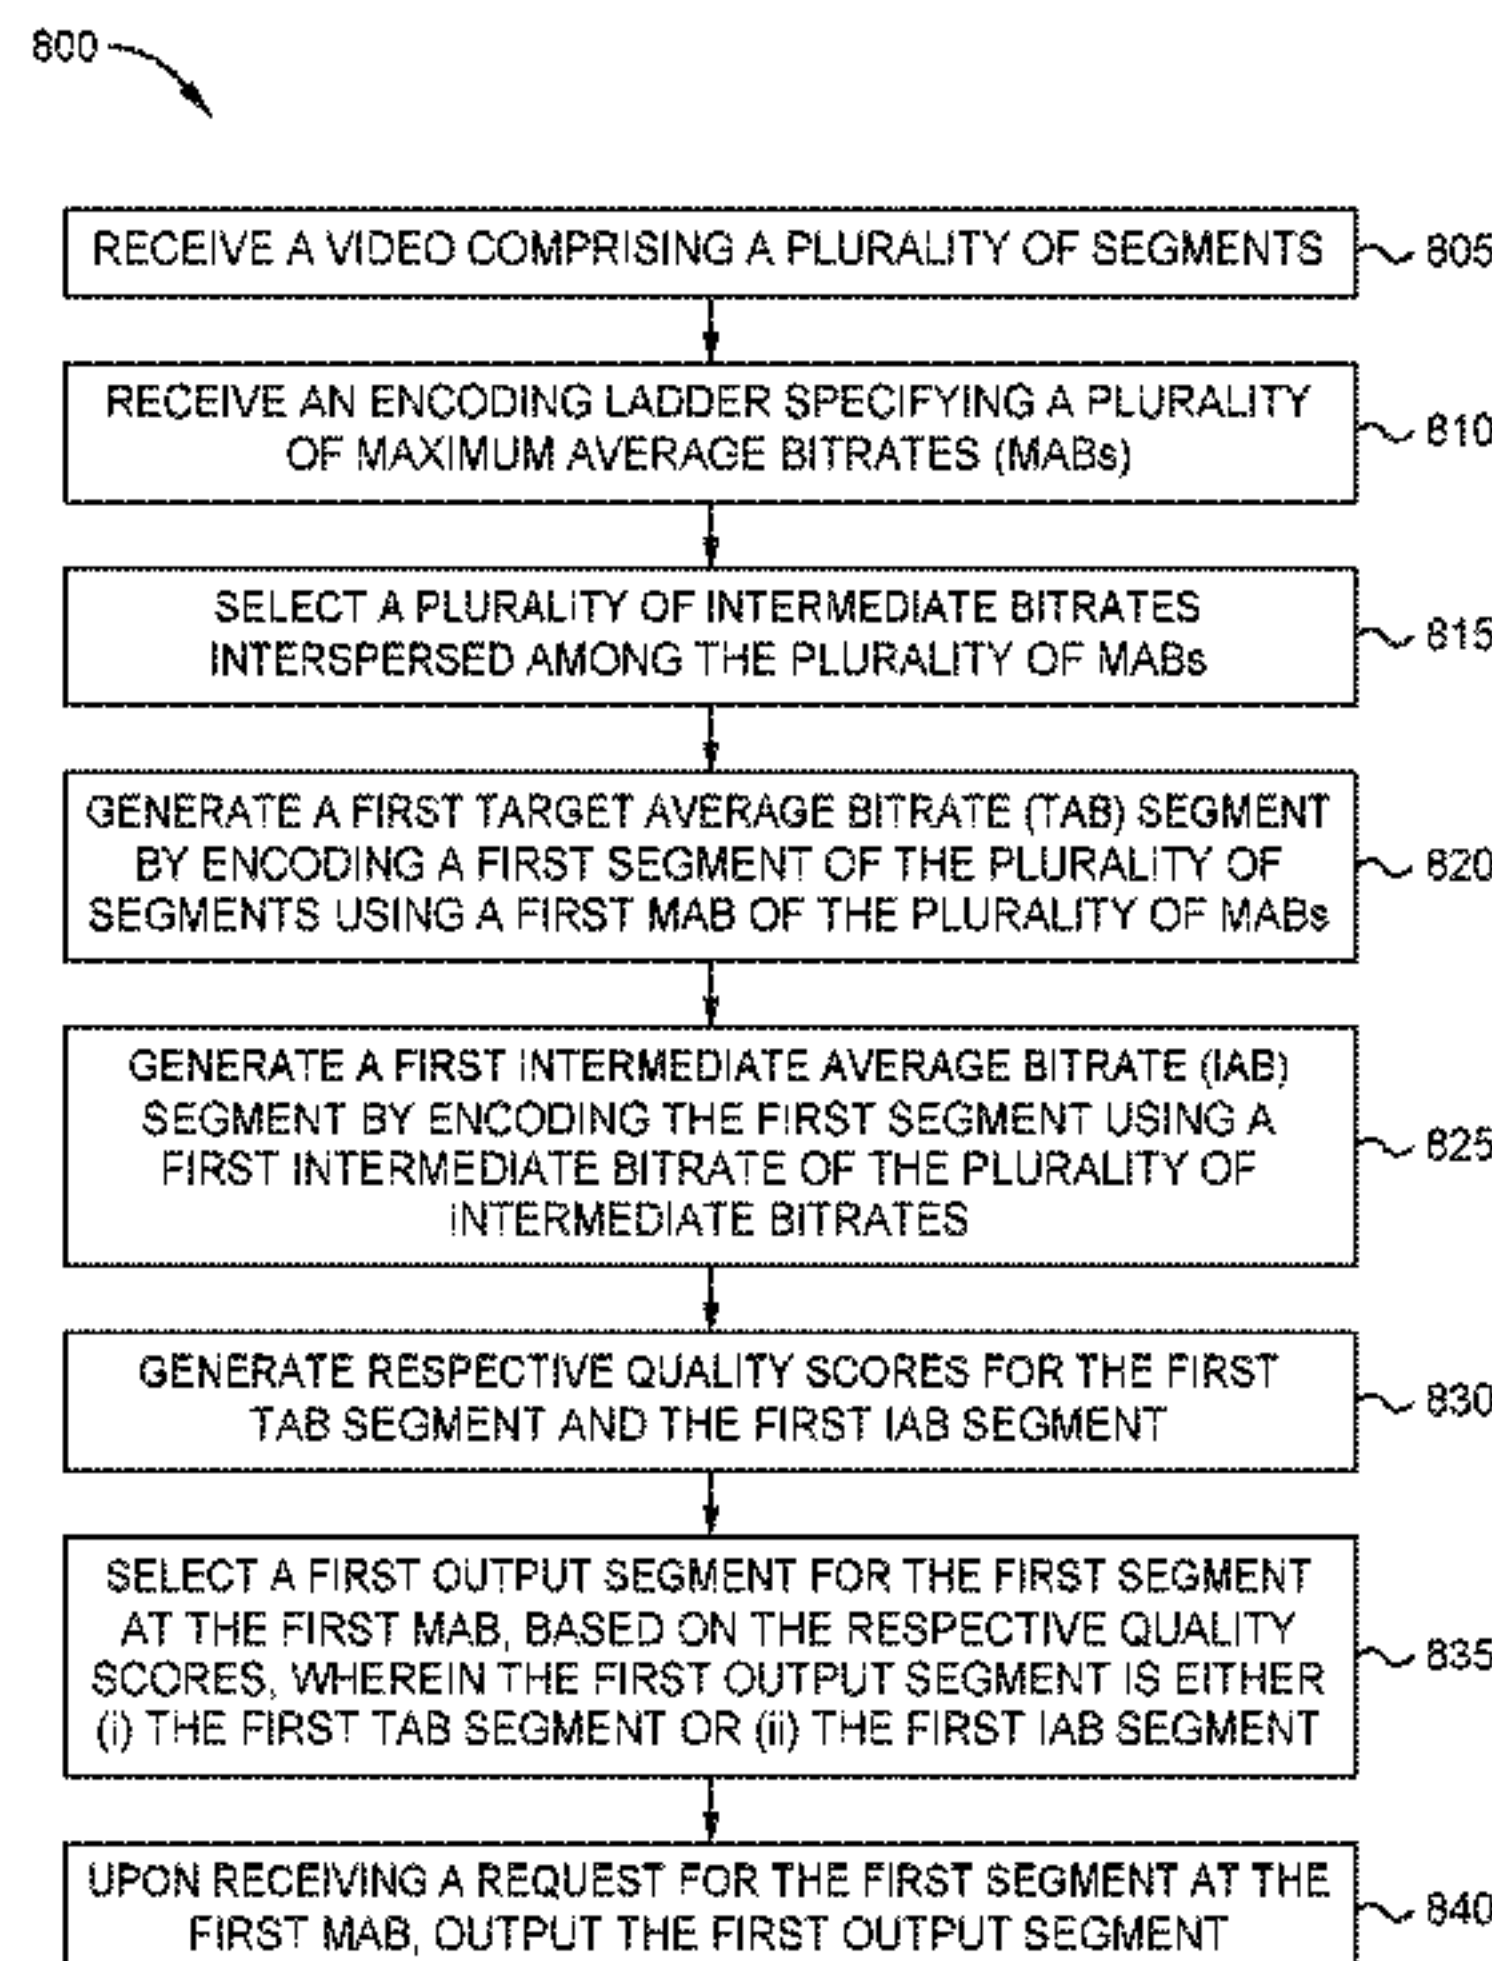 800
RECEIVE A VIDEO COMPRISING A PLURALITY OF SEGMENTS
805
RECEIVE AN ENCODING LADDER SPECIFYING A PLURALITY
OF MAXIMUM AVERAGE BITRATES (MABs)
810
SELECT A PLURALITY OF INTERMEDIATE BITRATES
INTERSPERSED AMONG THE PLURALITY OF MABs
815
GENERATE A FIRST TARGET AVERAGE BITRATE (TAB) SEGMENT
BY ENCODING A FIRST SEGMENT OF THE PLURALITY OF
SEGMENTS USING A FIRST MAB OF THE PLURALITY OF MABs
820
GENERATE A FIRST INTERMEDIATE AVERAGE BITRATE (IAB)
SEGMENT BY ENCODING THE FIRST SEGMENT USING A
FIRST INTERMEDIATE BITRATE OF THE PLURALITY OF
INTERMEDIATE BITRATES
825
GENERATE RESPECTIVE QUALITY SCORES FOR THE FIRST
TAB SEGMENT AND THE FIRST IAB SEGMENT
830
SELECT A FIRST OUTPUT SEGMENT FOR THE FIRST SEGMENT
AT THE FIRST MAB, BASED ON THE RESPECTIVE QUALITY
SCORES, WHEREIN THE FIRST OUTPUT SEGMENT IS EITHER
(i) THE FIRST TAB SEGMENT OR (ii) THE FIRST IAB SEGMENT
835
UPON RECEIVING A REQUEST FOR THE FIRST SEGMENT AT THE
FIRST MAB, OUTPUT THE FIRST OUTPUT SEGMENT
840